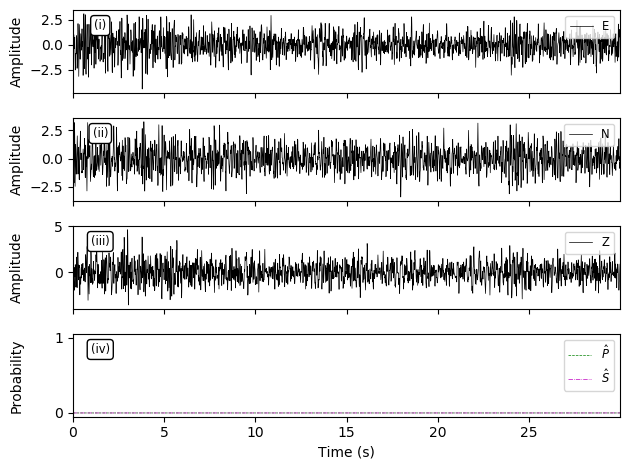 (i)
E
2.5
0.0
−2.5
Amplitude
(ii)
N
2.5
0.0
−2.5
Amplitude
(iii)
Z
5
0
Amplitude
(iv)
P̂
Ŝ
1
0
Probability
0 5 10 15 20 25
Time (s)